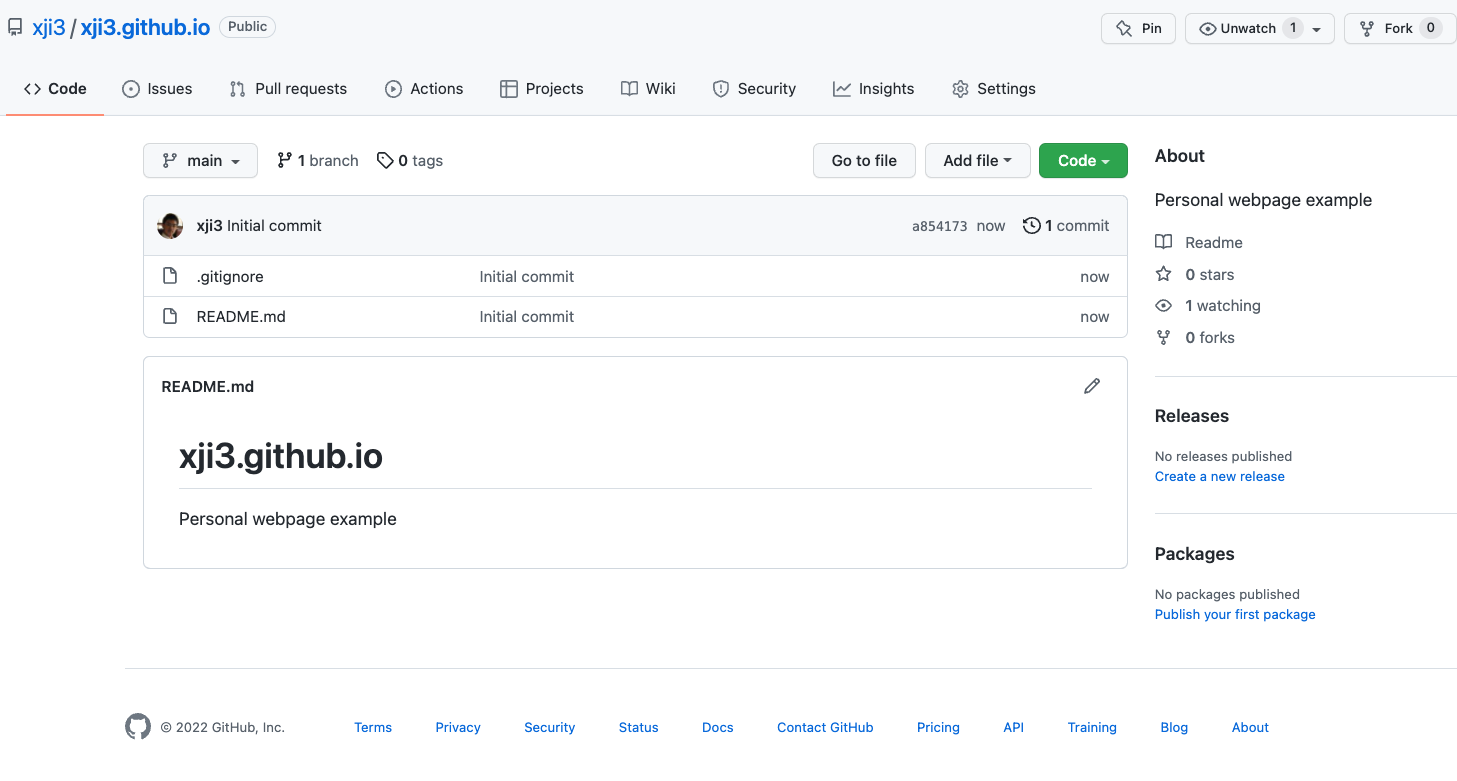 xji3 / xji3.github.io Public Pin Unwatch 1 Fork 0
Code Issues Pull requests Actions Projects Wiki Security Insights Settings
main 1 branch 0 tags Go to file Add file Code
xji3 Initial commit a854173 now 1 commit
.gitignore Initial commit now
README.md Initial commit now
README.md
xji3.github.io
Personal webpage example
About
Personal webpage example
Readme
0 stars
1 watching
0 forks
Releases
No releases published
Create a new release
Packages
No packages published
Publish your first package
© 2022 GitHub, Inc. Terms Privacy Security Status Docs Contact GitHub Pricing API Training Blog About